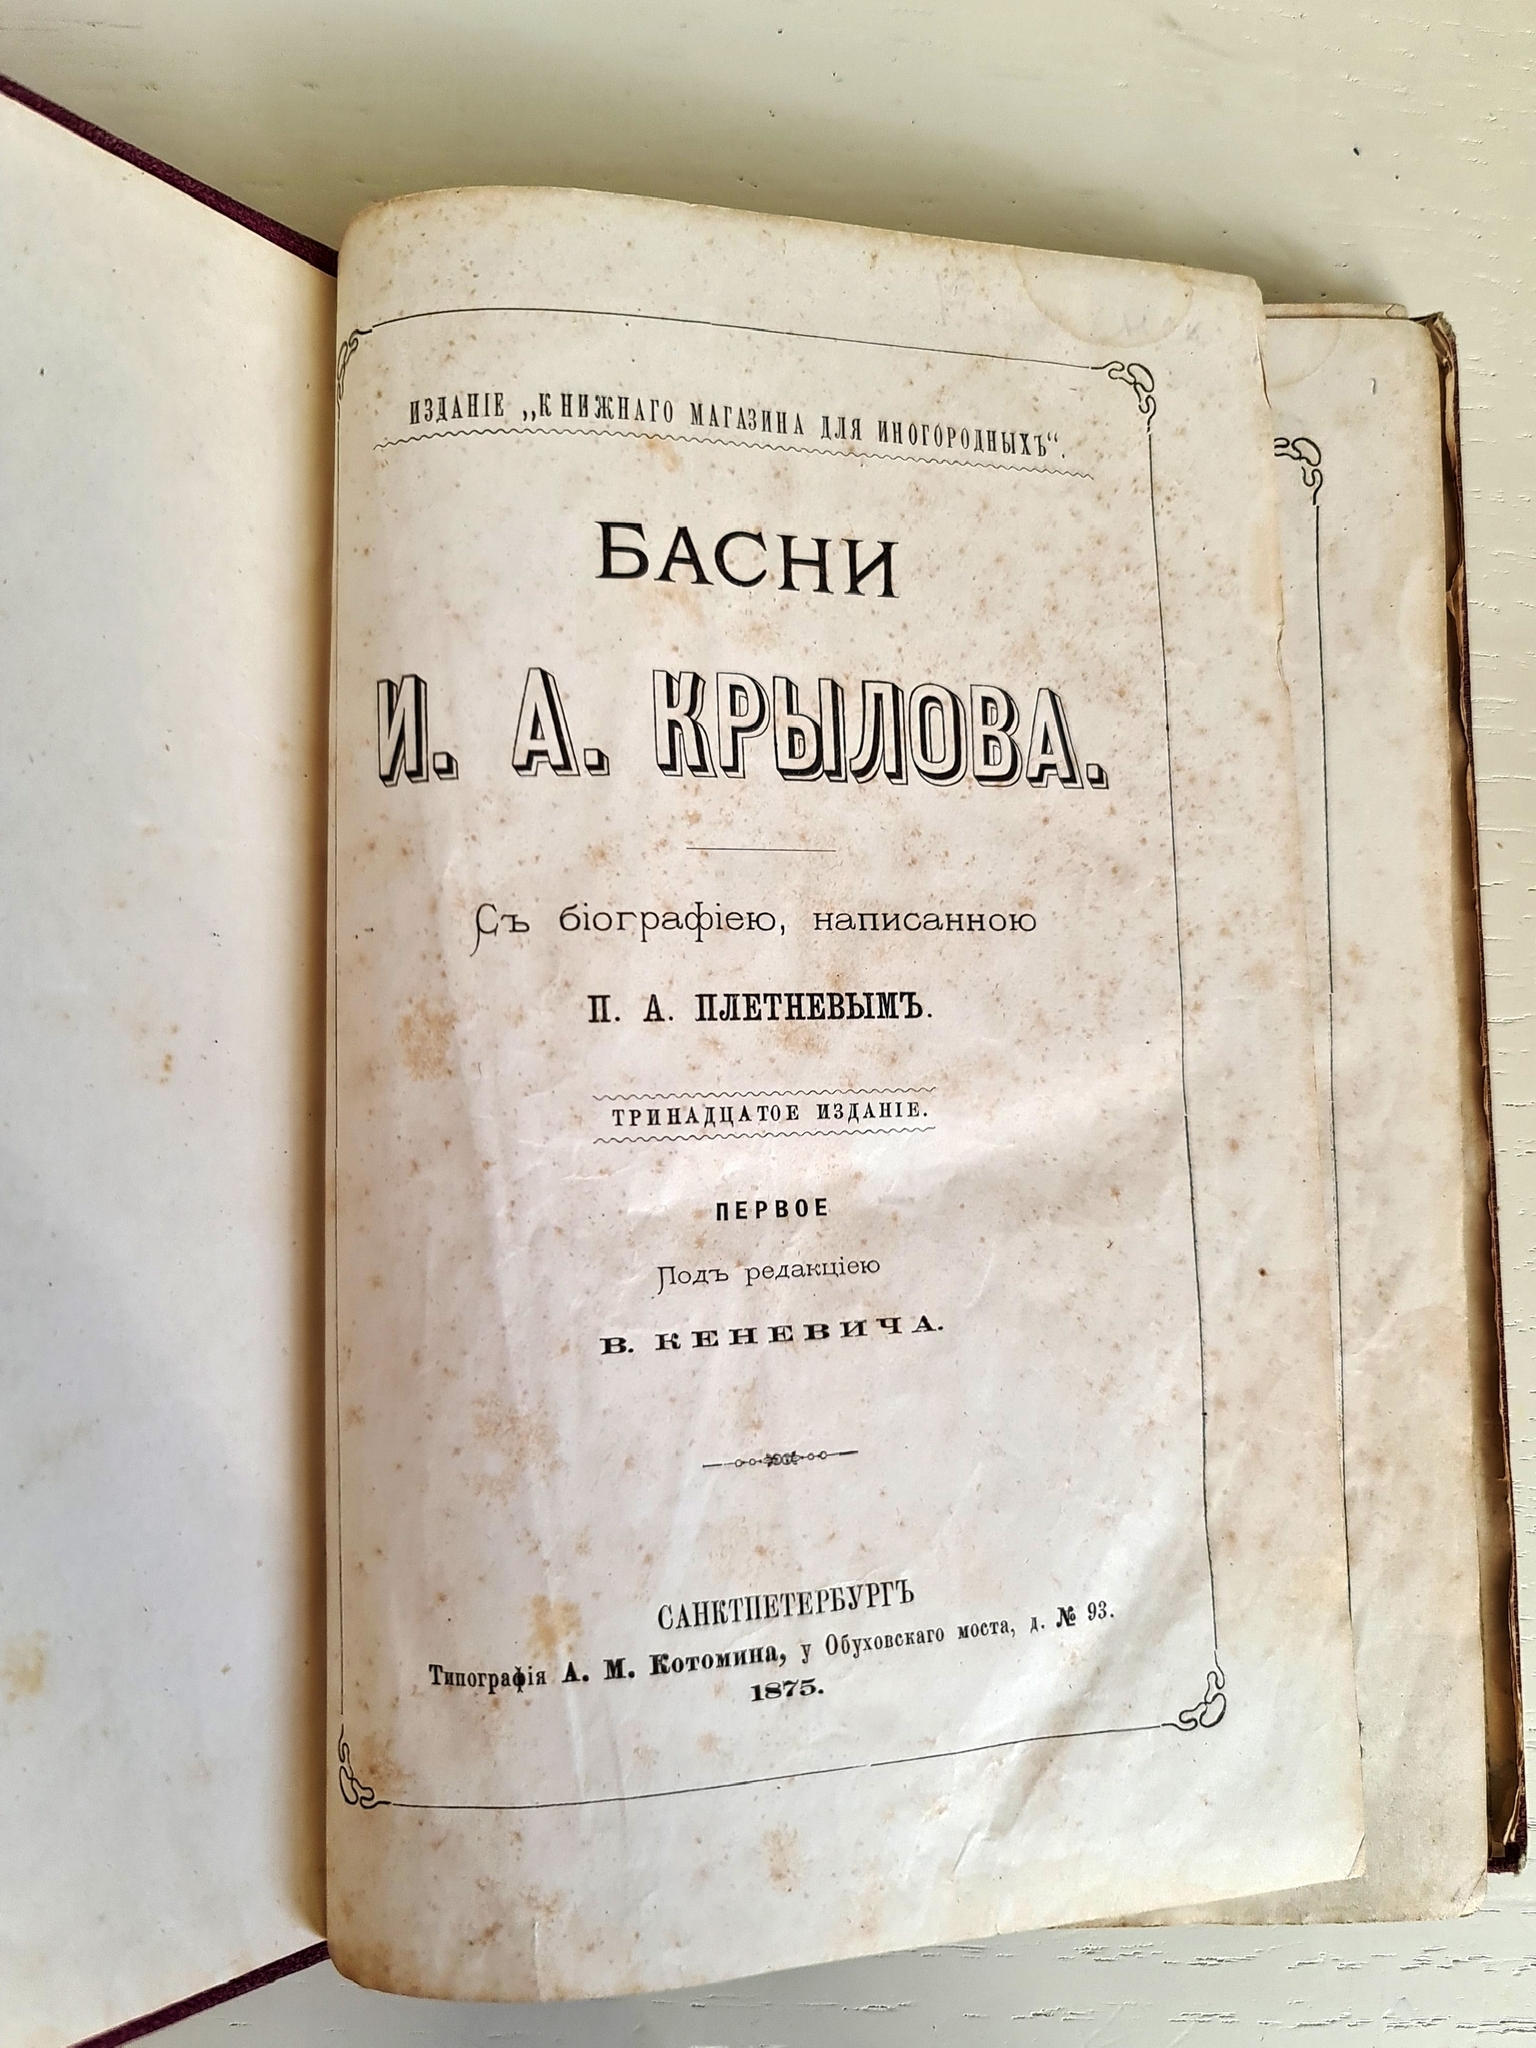 ИЗДАНІЕ „КНИЖНАГО МАГАЗИНА ДЛЯ ИНОГОРОДНЫХЪ“.
БАСНИ
И. А. КРЫЛОВА.
Съ біографіею, написанною
П. А. ПЛЕТНЕВЫМЪ.
ТРИНАДЦАТОЕ ИЗДАНІЕ.
ПЕРВОЕ
Подъ редакціею
В. КЕНЕВИЧА.
САНКТПЕТЕРБУРГЪ
Типографія А. М. Котомина, у Обуховскаго моста, д. № 93.
1875.